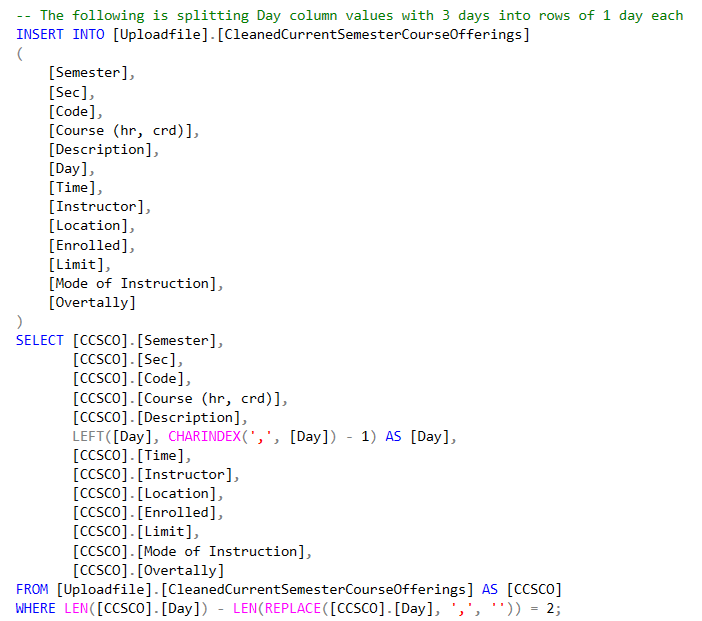 -- The following is splitting Day column values with 3 days into rows of 1 day each
INSERT INTO [Uploadfile].[CleanedCurrentSemesterCourseOfferings]
(
    [Semester],
    [Sec],
    [Code],
    [Course (hr, crd)],
    [Description],
    [Day],
    [Time],
    [Instructor],
    [Location],
    [Enrolled],
    [Limit],
    [Mode of Instruction],
    [Overtally]
)
SELECT [CCSCO].[Semester],
       [CCSCO].[Sec],
       [CCSCO].[Code],
       [CCSCO].[Course (hr, crd)],
       [CCSCO].[Description],
       LEFT([Day], CHARINDEX(',', [Day]) - 1) AS [Day],
       [CCSCO].[Time],
       [CCSCO].[Instructor],
       [CCSCO].[Location],
       [CCSCO].[Enrolled],
       [CCSCO].[Limit],
       [CCSCO].[Mode of Instruction],
       [CCSCO].[Overtally]
FROM [Uploadfile].[CleanedCurrentSemesterCourseOfferings] AS [CCSCO]
WHERE LEN([CCSCO].[Day]) - LEN(REPLACE([CCSCO].[Day], ',', '')) = 2;